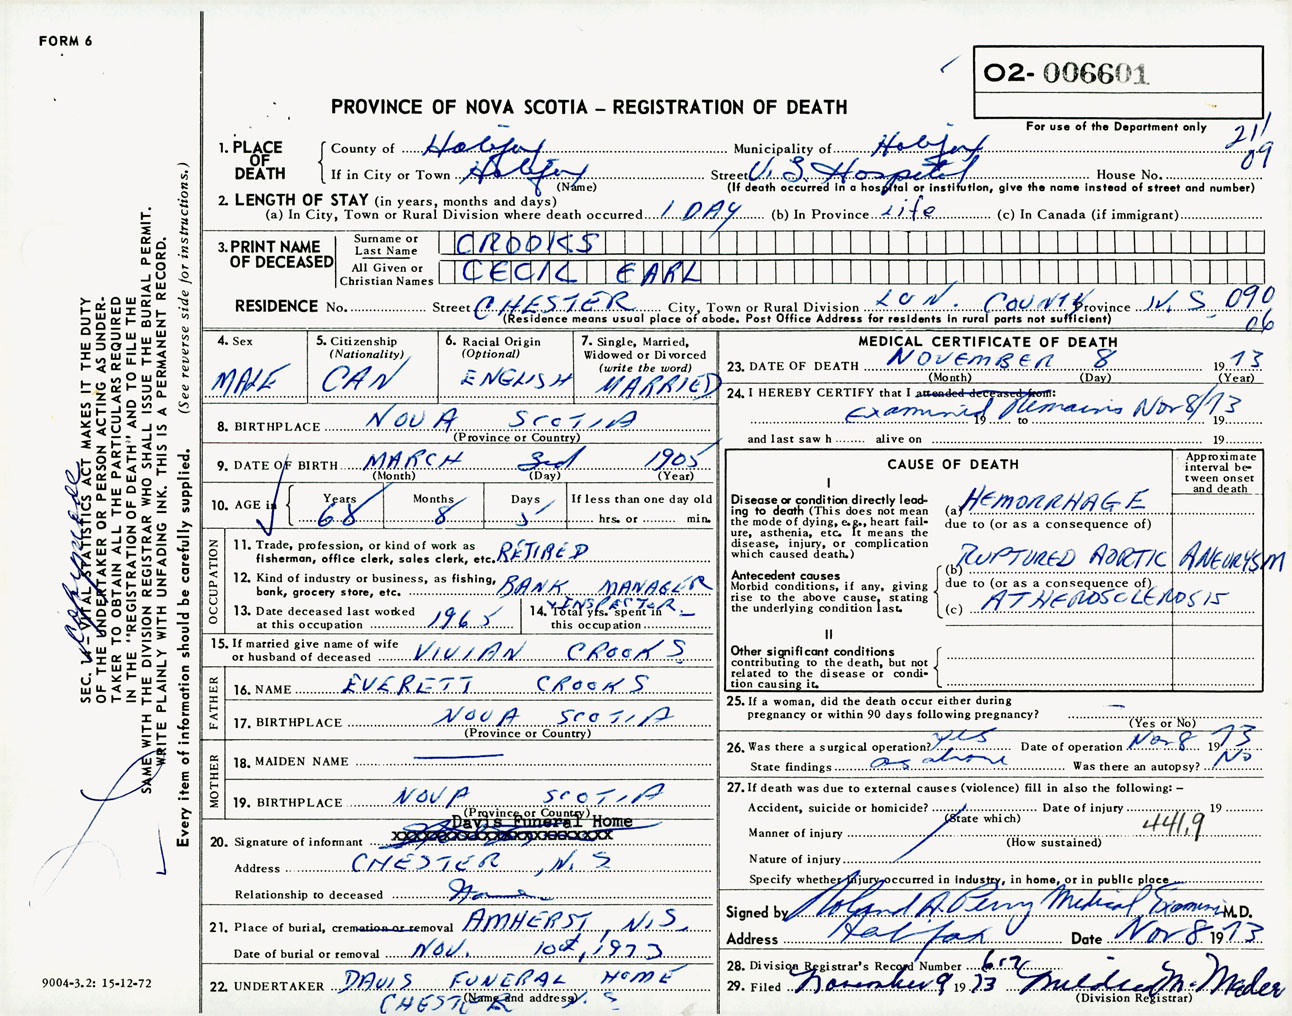 FORM 6
02- 006601
PROVINCE OF NOVA SCOTIA – REGISTRATION OF DEATH
For use of the Department only
21/
09
1. PLACE OF DEATH
County of Halifax Municipality of Halifax
If in City or Town Halifax Street V. G. Hospital House No.
(Name) (If death occurred in a hospital or institution, give the name instead of street and number)
2. LENGTH OF STAY (in years, months and days)
(a) In City, Town or Rural Division where death occurred 1 DAY (b) In Province Life (c) In Canada (if immigrant)
3. PRINT NAME OF DECEASED
Surname or Last Name CROOKS
All Given or Christian Names CECIL EARL
RESIDENCE No. Street CHESTER City, Town or Rural Division LUN. COUNTY Province N.S. 090
(Residence means usual place of abode. Post Office Address for residents in rural parts not sufficient) 06
4. Sex MALE
5. Citizenship (Nationality) CAN
6. Racial Origin (Optional) ENGLISH
7. Single, Married, Widowed or Divorced (write the word) MARRIED
8. BIRTHPLACE NOVA SCOTIA
(Province or Country)
9. DATE OF BIRTH MARCH 3rd 1905
(Month) (Day) (Year)
10. AGE in Years 68 Months 8 Days 5 If less than one day old hrs. or min.
OCCUPATION
11. Trade, profession, or kind of work as fisherman, office clerk, sales clerk, etc. RETIRED
12. Kind of industry or business, as fishing, bank, grocery store, etc. BANK MANAGER
+ INSPECTOR
13. Date deceased last worked at this occupation 1965
14. Total yrs. spent in this occupation –
15. If married give name of wife or husband of deceased VIVIAN CROOKS
FATHER
16. NAME EVERETT CROOKS
17. BIRTHPLACE NOVA SCOTIA
(Province or Country)
MOTHER
18. MAIDEN NAME —
19. BIRTHPLACE NOVA SCOTIA
(Province or Country)
Davis Funeral Home
20. Signature of informant xxxxxxxxxxxxxxxxxxxxxx
Address CHESTER, N.S.
Relationship to deceased
21. Place of burial, cremation or removal AMHERST, N.S.
Date of burial or removal NOV. 10th, 1973
22. UNDERTAKER DAVIS FUNERAL HOME
(Name and address) CHESTER N.S.
MEDICAL CERTIFICATE OF DEATH
23. DATE OF DEATH NOVEMBER 8 1973
(Month) (Day) (Year)
24. I HEREBY CERTIFY that I attended deceased from:
Examined Remains Nov 8/73
19 to 19
and last saw h alive on 19
CAUSE OF DEATH
Approximate interval between onset and death
I
Disease or condition directly leading to death (This does not mean the mode of dying, e.g., heart failure, asthenia, etc. It means the disease, injury, or complication which caused death.)
(a) HEMORRHAGE
due to (or as a consequence of)
Antecedent causes
Morbid conditions, if any, giving rise to the above cause, stating the underlying condition last.
(b) RUPTURED AORTIC ANEURYSM
due to (or as a consequence of)
(c) ATHEROSCLEROSIS
II
Other significant conditions
contributing to the death, but not related to the disease or condition causing it.
25. If a woman, did the death occur either during pregnancy or within 90 days following pregnancy? –
(Yes or No)
26. Was there a surgical operation? yes Date of operation Nov 8 1973
State findings as above Was there an autopsy? No
27. If death was due to external causes (violence) fill in also the following: –
Accident, suicide or homicide? Date of injury 19
(State which) 441.9
Manner of injury
(How sustained)
Nature of injury
Specify whether injury occurred in industry, in home, or in public place
Signed by Roland A. Perry Medical Examiner M.D.
Address Halifax Date Nov 8 1973
28. Division Registrar's Record Number 612
29. Filed November 9 1973 Mildred M. Mader
(Division Registrar)
SEC. 14 – VITAL STATISTICS ACT MAKES IT THE DUTY
OF THE UNDERTAKER OR PERSON ACTING AS UNDER-
TAKER TO OBTAIN ALL THE PARTICULARS REQUIRED
IN THE "REGISTRATION OF DEATH" AND TO FILE THE
SAME WITH THE DIVISION REGISTRAR WHO SHALL ISSUE THE BURIAL PERMIT.
WRITE PLAINLY WITH UNFADING INK. THIS IS A PERMANENT RECORD.
Every item of information should be carefully supplied. (See reverse side for instructions.)
9004-3.2: 15-12-72